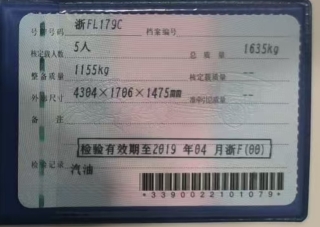 号牌号码 浙FL179C 档案编号
核定载人数 5人 总质量 1635kg
整备质量 1155kg 核定载质量 --
外廓尺寸 4304×1706×1475mm 准牵引总质量 --
备注
检验有效期至2019年04月浙F(00)
检验记录
汽油
3390022101079